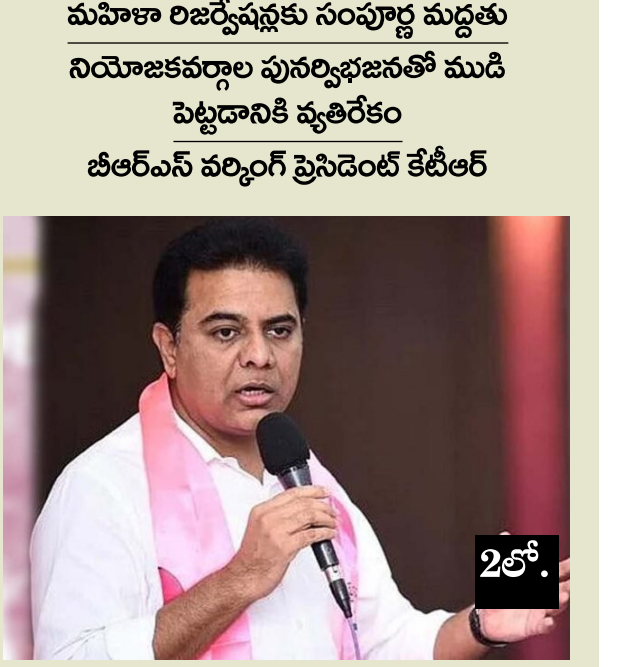 మహిళా రిజర్వేషన్లకు సంపూర్ణ మద్దతు
నియోజకవర్గాల పునర్విభజనతో ముడి
పెట్టడానికి వ్యతిరేకం
బీఆర్ఎస్ వర్కింగ్ ప్రెసిడెంట్ కేటీఆర్
2లో.